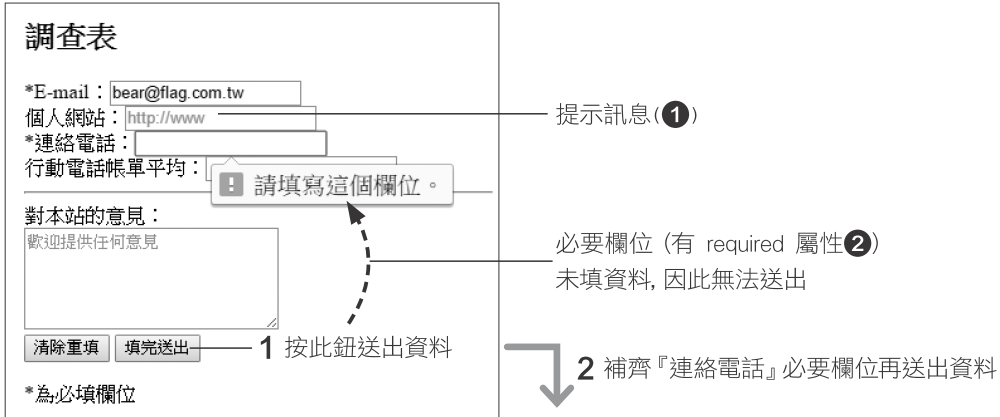 調查表
*E-mail：bear@flag.com.tw
個人網站：http://www
*連絡電話：
行動電話帳單平均：
請填寫這個欄位。
對本站的意見：
歡迎提供任何意見
清除重填 填完送出
*為必填欄位
提示訊息(❶)
必要欄位 (有 required 屬性❷)
未填資料, 因此無法送出
1 按此鈕送出資料
2 補齊『連絡電話』必要欄位再送出資料